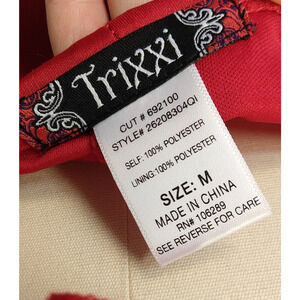 Trixxi
CUT # 692100
STYLE# 26208304QI
SELF: 100% POLYESTER
LINING: 100% POLYESTER
SIZE: M
MADE IN CHINA
RN# 106289
SEE REVERSE FOR CARE